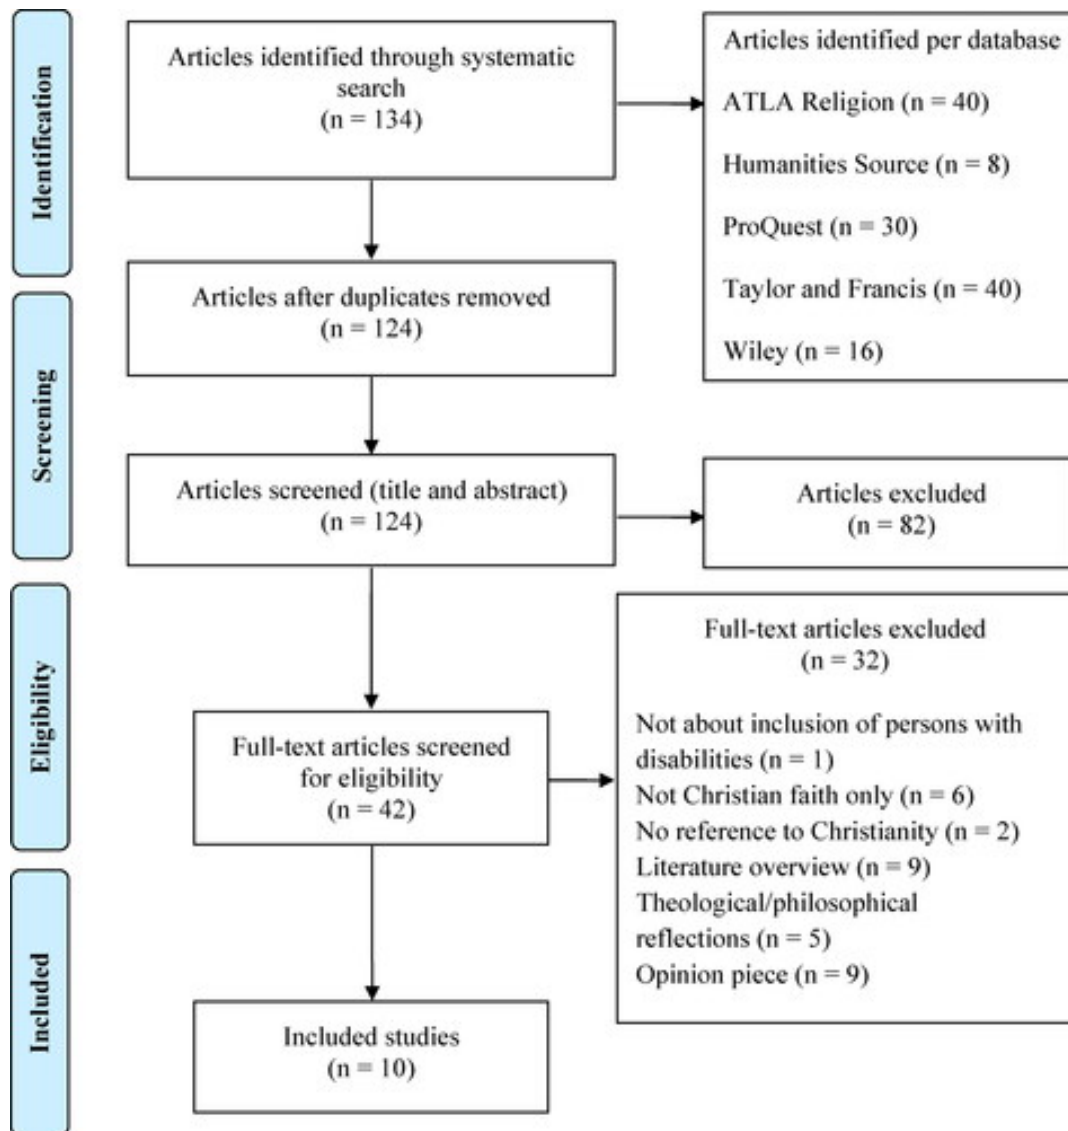 Identification
Articles identified through systematic
search
(n = 134)
Articles identified per database
ATLA Religion (n = 40)
Humanities Source (n = 8)
ProQuest (n = 30)
Taylor and Francis (n = 40)
Wiley (n = 16)
Articles after duplicates removed
(n = 124)
Screening
Articles screened (title and abstract)
(n = 124)
Articles excluded
(n = 82)
Eligibility
Full-text articles screened
for eligibility
(n = 42)
Full-text articles excluded
(n = 32)
Not about inclusion of persons with
disabilities (n = 1)
Not Christian faith only (n = 6)
No reference to Christianity (n = 2)
Literature overview (n = 9)
Theological/philosophical
reflections (n = 5)
Opinion piece (n = 9)
Included
Included studies
(n = 10)